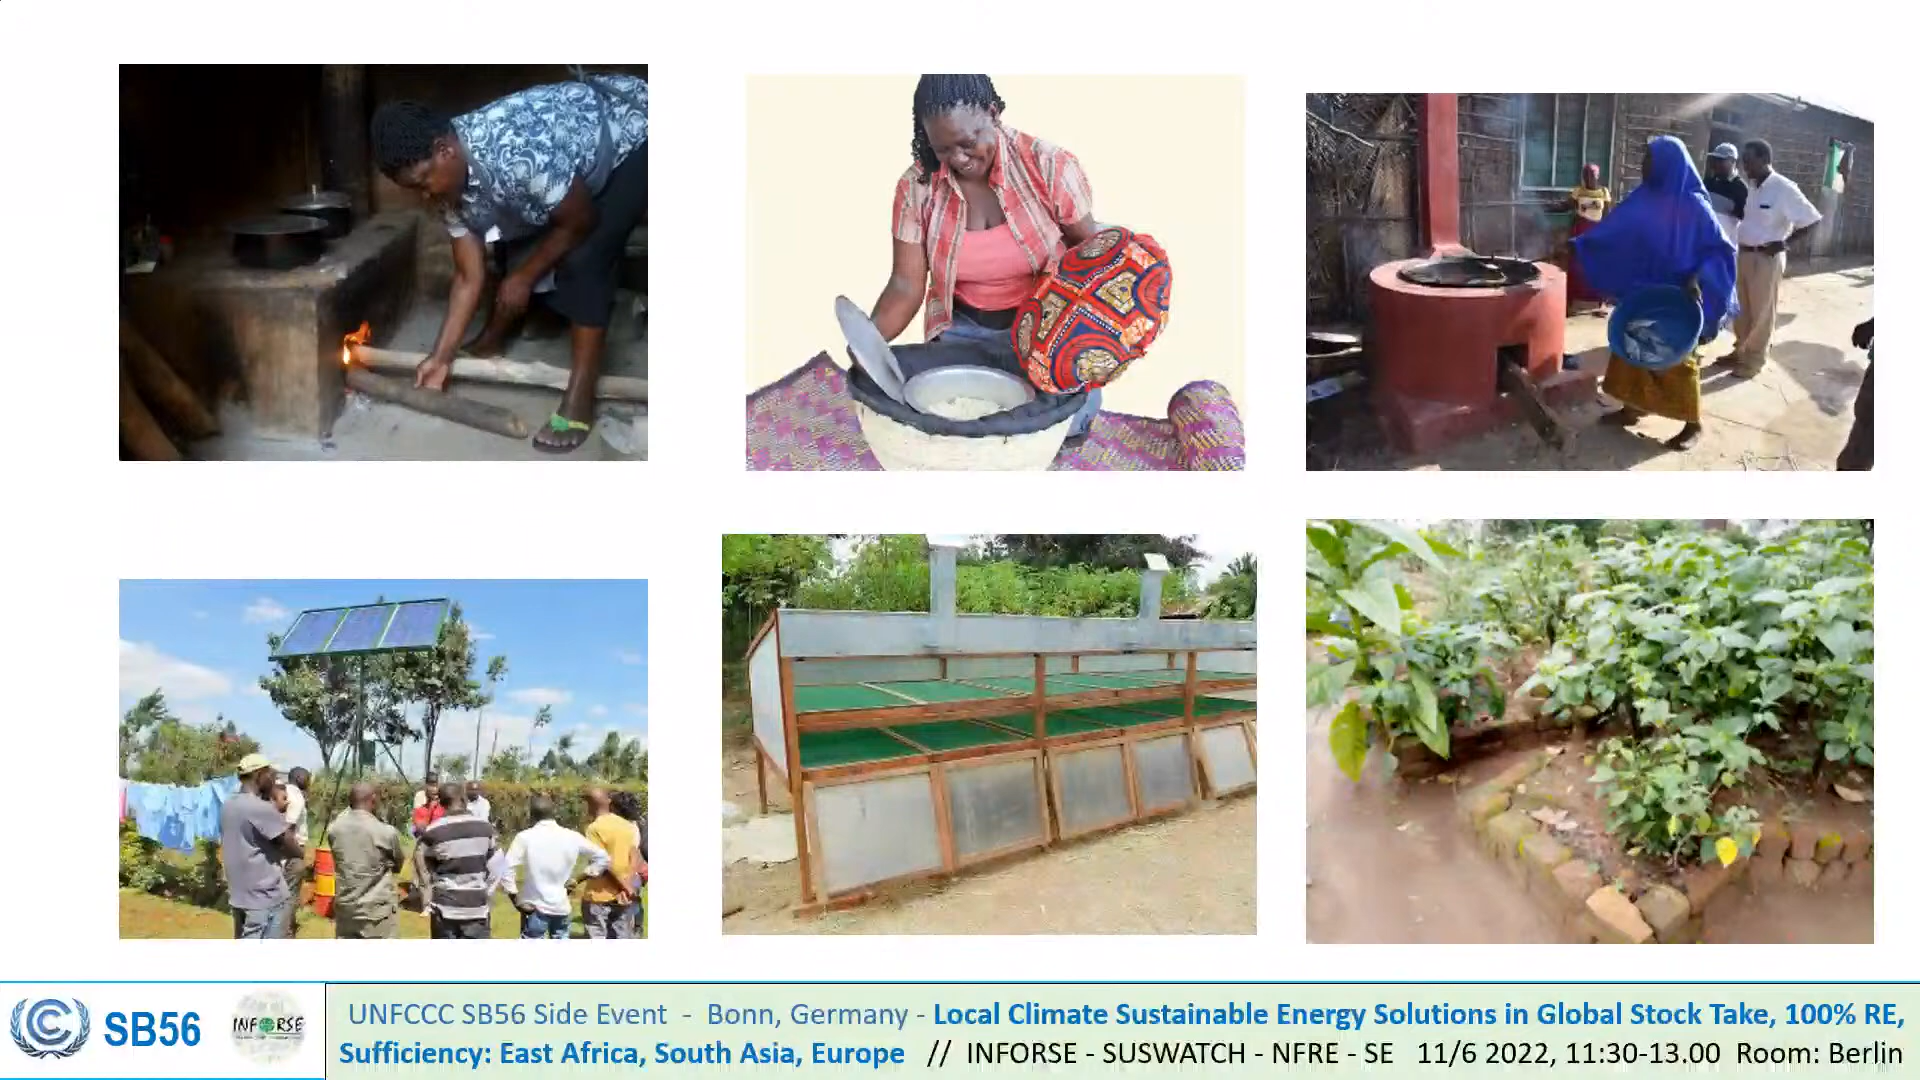 SB56
INFORSE
UNFCCC SB56 Side Event - Bonn, Germany - Local Climate Sustainable Energy Solutions in Global Stock Take, 100% RE,
Sufficiency: East Africa, South Asia, Europe // INFORSE - SUSWATCH - NFRE - SE 11/6 2022, 11:30-13.00 Room: Berlin